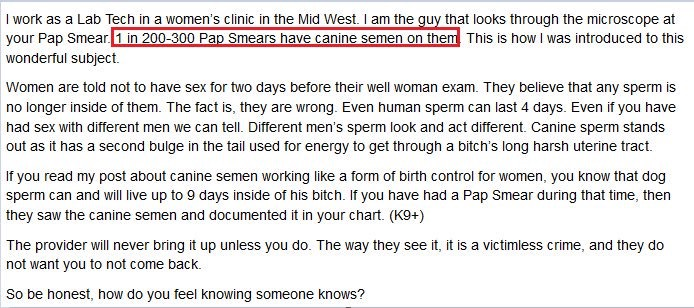 I work as a Lab Tech in a women's clinic in the Mid West. I am the guy that looks through the microscope at
your Pap Smear. 1 in 200-300 Pap Smears have canine semen on them. This is how I was introduced to this
wonderful subject.
Women are told not to have sex for two days before their well woman exam. They believe that any sperm is
no longer inside of them. The fact is, they are wrong. Even human sperm can last 4 days. Even if you have
had sex with different men we can tell. Different men's sperm look and act different. Canine sperm stands
out as it has a second bulge in the tail used for energy to get through a bitch's long harsh uterine tract.
If you read my post about canine semen working like a form of birth control for women, you know that dog
sperm can and will live up to 9 days inside of his bitch. If you have had a Pap Smear during that time, then
they saw the canine semen and documented it in your chart. (K9+)
The provider will never bring it up unless you do. The way they see it, it is a victimless crime, and they do
not want you to not come back.
So be honest, how do you feel knowing someone knows?